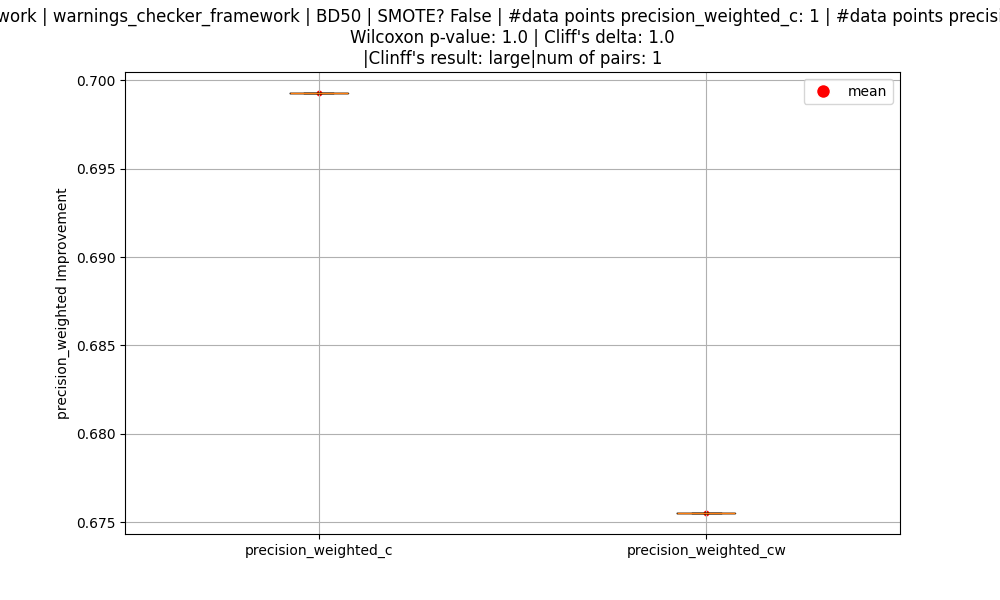 | warnings_checker_framework | BD50 | SMOTE? False | #data points precision_weighted_c: 1 | #data points
Wilcoxon p-value: 1.0 | Cliff's delta: 1.0
|Clinff's result: large|num of pairs: 1
mean
0.700
0.695
0.690
0.685
0.680
0.675
precision_weighted Improvement
precision_weighted_c
precision_weighted_cw